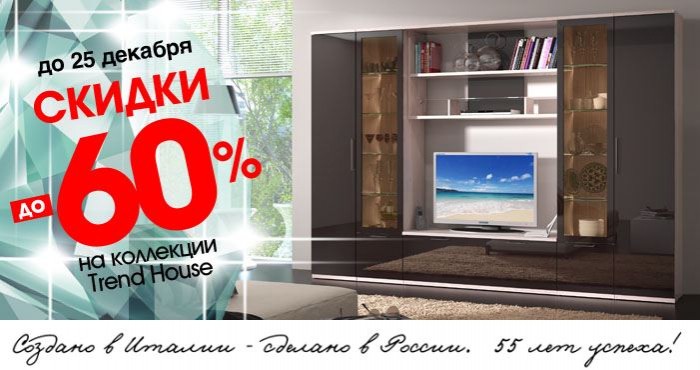 до 25 декабря
СКИДКИ
до 60%
на коллекции
Trend House
Создано в Италии - сделано в России. 55 лет успеха!